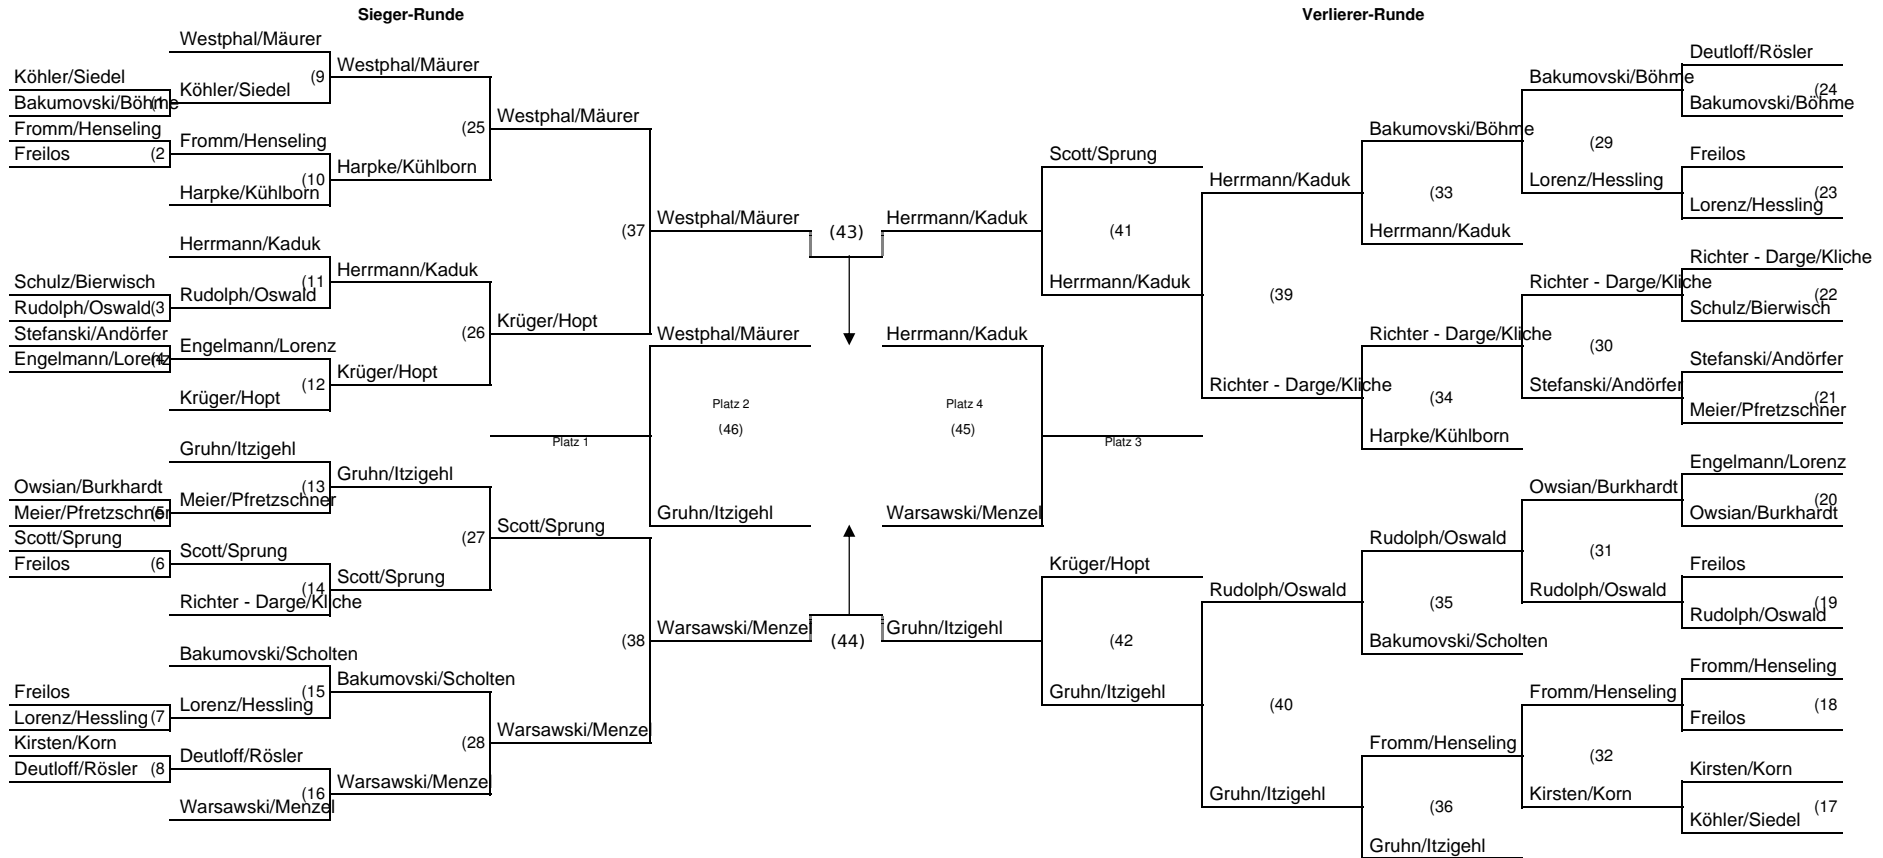 Sieger-Runde
Verlierer-Runde
Westphal/Mäurer
Köhler/Siedel
(9
Westphal/Mäurer
Bakumovski/Böhme
(1
Köhler/Siedel
Fromm/Henseling
Freilos
(2
Fromm/Henseling
(10
Harpke/Kühlborn
Harpke/Kühlborn
(25
Westphal/Mäurer
Herrmann/Kaduk
Schulz/Bierwisch
Rudolph/Oswald
(3
Rudolph/Oswald
(11
Herrmann/Kaduk
Stefanski/Andörfer
Engelmann/Lorenz
(4
Engelmann/Lorenz
(12
Krüger/Hopt
Krüger/Hopt
(26
Krüger/Hopt
(37
Westphal/Mäurer
Gruhn/Itzigehl
Owsian/Burkhardt
Meier/Pfretzschner
(5
Meier/Pfretzschner
(13
Gruhn/Itzigehl
Scott/Sprung
Freilos
(6
Scott/Sprung
(14
Richter - Darge/Kliche
Scott/Sprung
(27
Scott/Sprung
Bakumovski/Scholten
Freilos
Lorenz/Hessling
(7
Lorenz/Hessling
(15
Bakumovski/Scholten
Kirsten/Korn
Deutloff/Rösler
(8
Deutloff/Rösler
(16
Warsawski/Menzel
Warsawski/Menzel
(28
Warsawski/Menzel
(38
Warsawski/Menzel
(43)
Herrmann/Kaduk
Westphal/Mäurer
Platz 2
(46)
Platz 1
Gruhn/Itzigehl
Herrmann/Kaduk
Platz 4
(45)
Platz 3
Warsawski/Menzel
(44)
Gruhn/Itzigehl
Scott/Sprung
(41
Herrmann/Kaduk
Krüger/Hopt
(42
Gruhn/Itzigehl
Herrmann/Kaduk
(39
Richter - Darge/Kliche
Rudolph/Oswald
(40
Gruhn/Itzigehl
Bakumovski/Böhme
(33
Herrmann/Kaduk
Richter - Darge/Kliche
(34
Harpke/Kühlborn
Rudolph/Oswald
(35
Bakumovski/Scholten
Fromm/Henseling
(36
Gruhn/Itzigehl
Bakumovski/Böhme
(29
Lorenz/Hessling
Richter - Darge/Kliche
(30
Stefanski/Andörfer
Owsian/Burkhardt
(31
Rudolph/Oswald
Fromm/Henseling
(32
Kirsten/Korn
Deutloff/Rösler
(24
Bakumovski/Böhme
Freilos
(23
Lorenz/Hessling
Richter - Darge/Kliche
(22
Schulz/Bierwisch
Stefanski/Andörfer
(21
Meier/Pfretzschner
Engelmann/Lorenz
(20
Owsian/Burkhardt
Freilos
(19
Rudolph/Oswald
Fromm/Henseling
(18
Freilos
Kirsten/Korn
(17
Köhler/Siedel